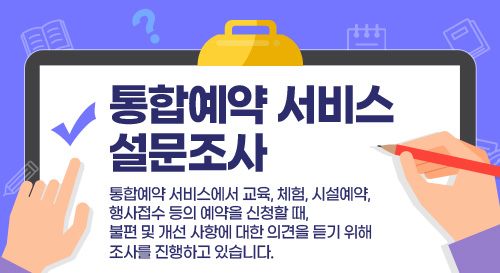 통합예약 서비스
설문조사
통합예약 서비스에서 교육, 체험, 시설예약,
행사접수 등의 예약을 신청할 때,
불편 및 개선 사항에 대한 의견을 듣기 위해
조사를 진행하고 있습니다.